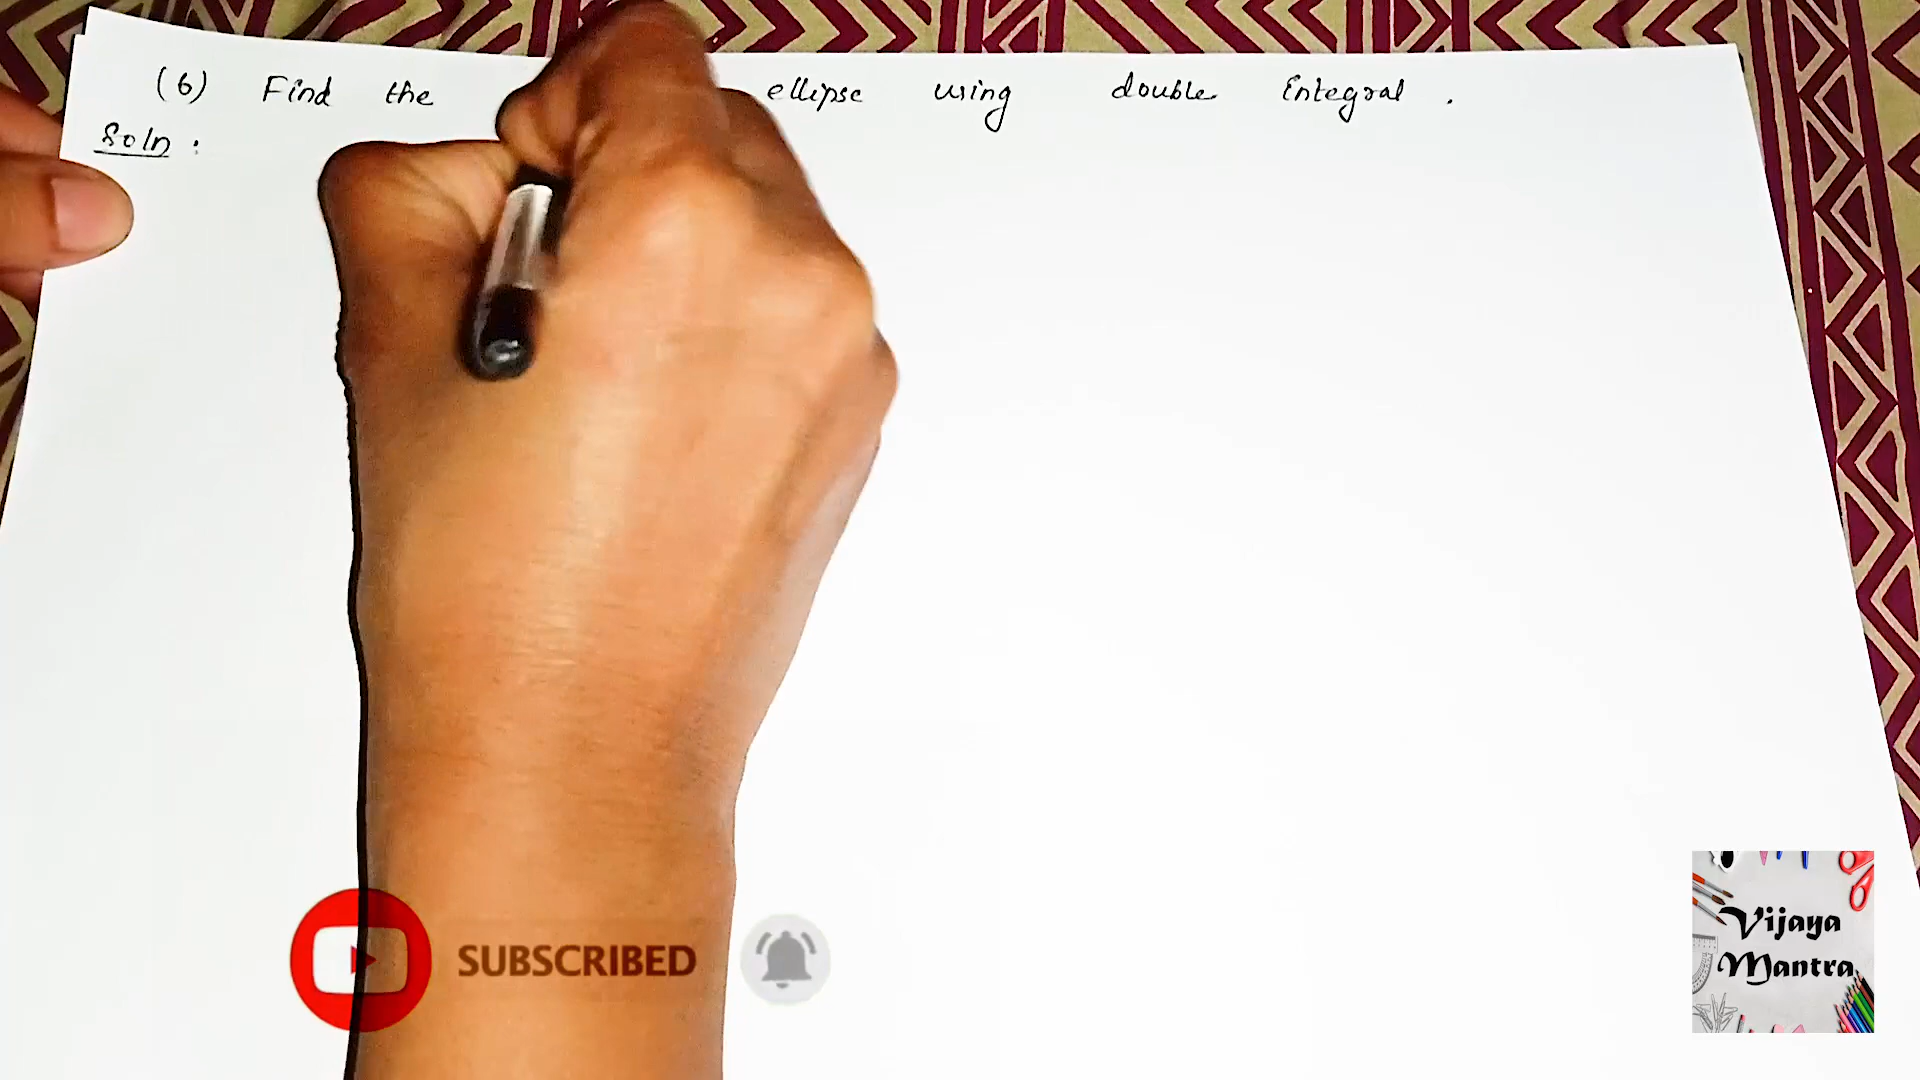 (6) Find the ellipse using double integral .
Soln :
SUBSCRIBED
Vijaya
Mantra